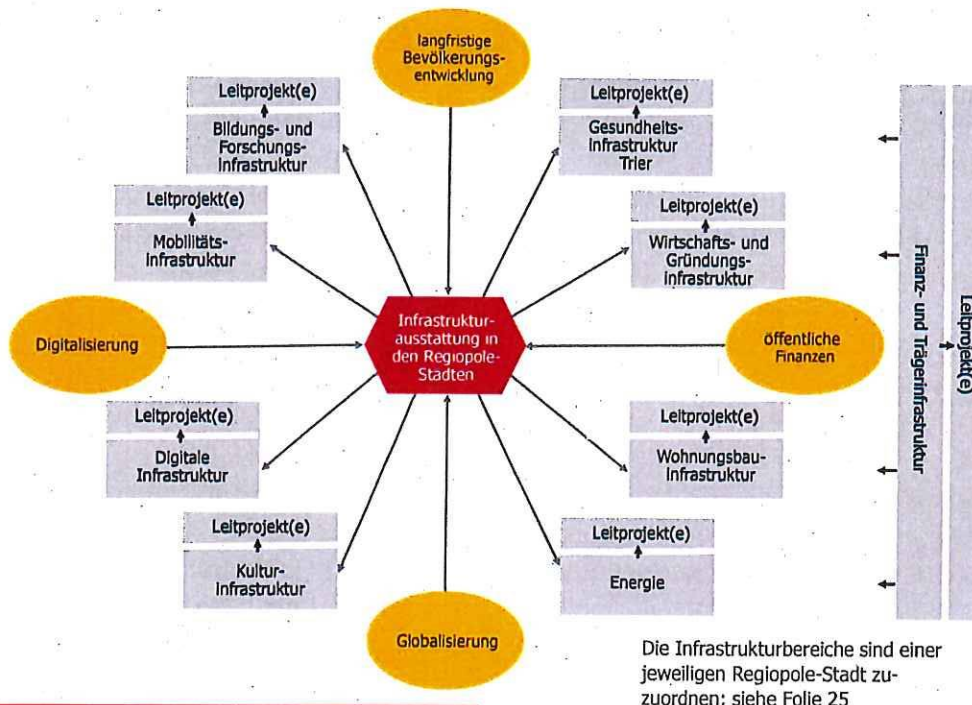 langfristige
Bevölkerungs-
entwicklung
Leitprojekt(e)
Bildungs- und
Forschungs-
infrastruktur
Leitprojekt(e)
Gesundheits-
infrastruktur
Trier
Leitprojekt(e)
Mobilitäts-
infrastruktur
Leitprojekt(e)
Wirtschafts- und
Gründungs-
infrastruktur
Digitalisierung
Infrastruktur-
ausstattung in
den Regiopole-
Städten
öffentliche
Finanzen
Finanz- und Trägerinfrastruktur
Leitprojekt(e)
Leitprojekt(e)
Digitale
Infrastruktur
Leitprojekt(e)
Wohnungsbau-
infrastruktur
Leitprojekt(e)
Kultur-
infrastruktur
Leitprojekt(e)
Energie
Globalisierung
Die Infrastrukturbereiche sind einer
jeweiligen Regiopole-Stadt zu-
zuordnen; siehe Folie 25